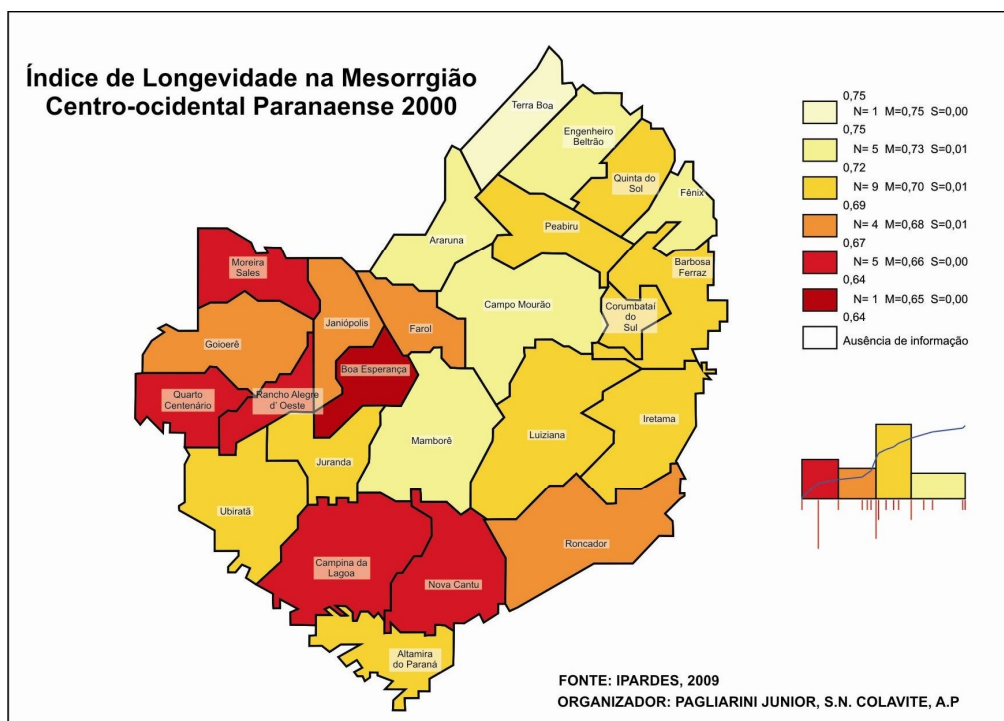 Índice de Longevidade na Mesorrgião
Centro-ocidental Paranaense 2000
Terra Boa
Engenheiro
Beltrão
Quinta do
Sol
Fênix
Peabiru
Araruna
Barbosa
Ferraz
Moreira
Sales
Campo Mourão
Corumbataí
do
Sul
Janiópolis
Farol
Goioerê
Boa Esperança
Quarto
Centenário
Rancho Alegre
d' Oeste
Iretama
Luiziana
Mamborê
Juranda
Ubiratã
Roncador
Campina da
Lagoa
Nova Cantu
Altamira
do Paraná
0,75
N= 1 M=0,75 S=0,00
0,75
N= 5 M=0,73 S=0,01
0,72
N= 9 M=0,70 S=0,01
0,69
N= 4 M=0,68 S=0,01
0,67
N= 5 M=0,66 S=0,00
0,64
N= 1 M=0,65 S=0,00
0,64
Ausência de informação
FONTE: IPARDES, 2009
ORGANIZADOR: PAGLIARINI JUNIOR, S.N. COLAVITE, A.P